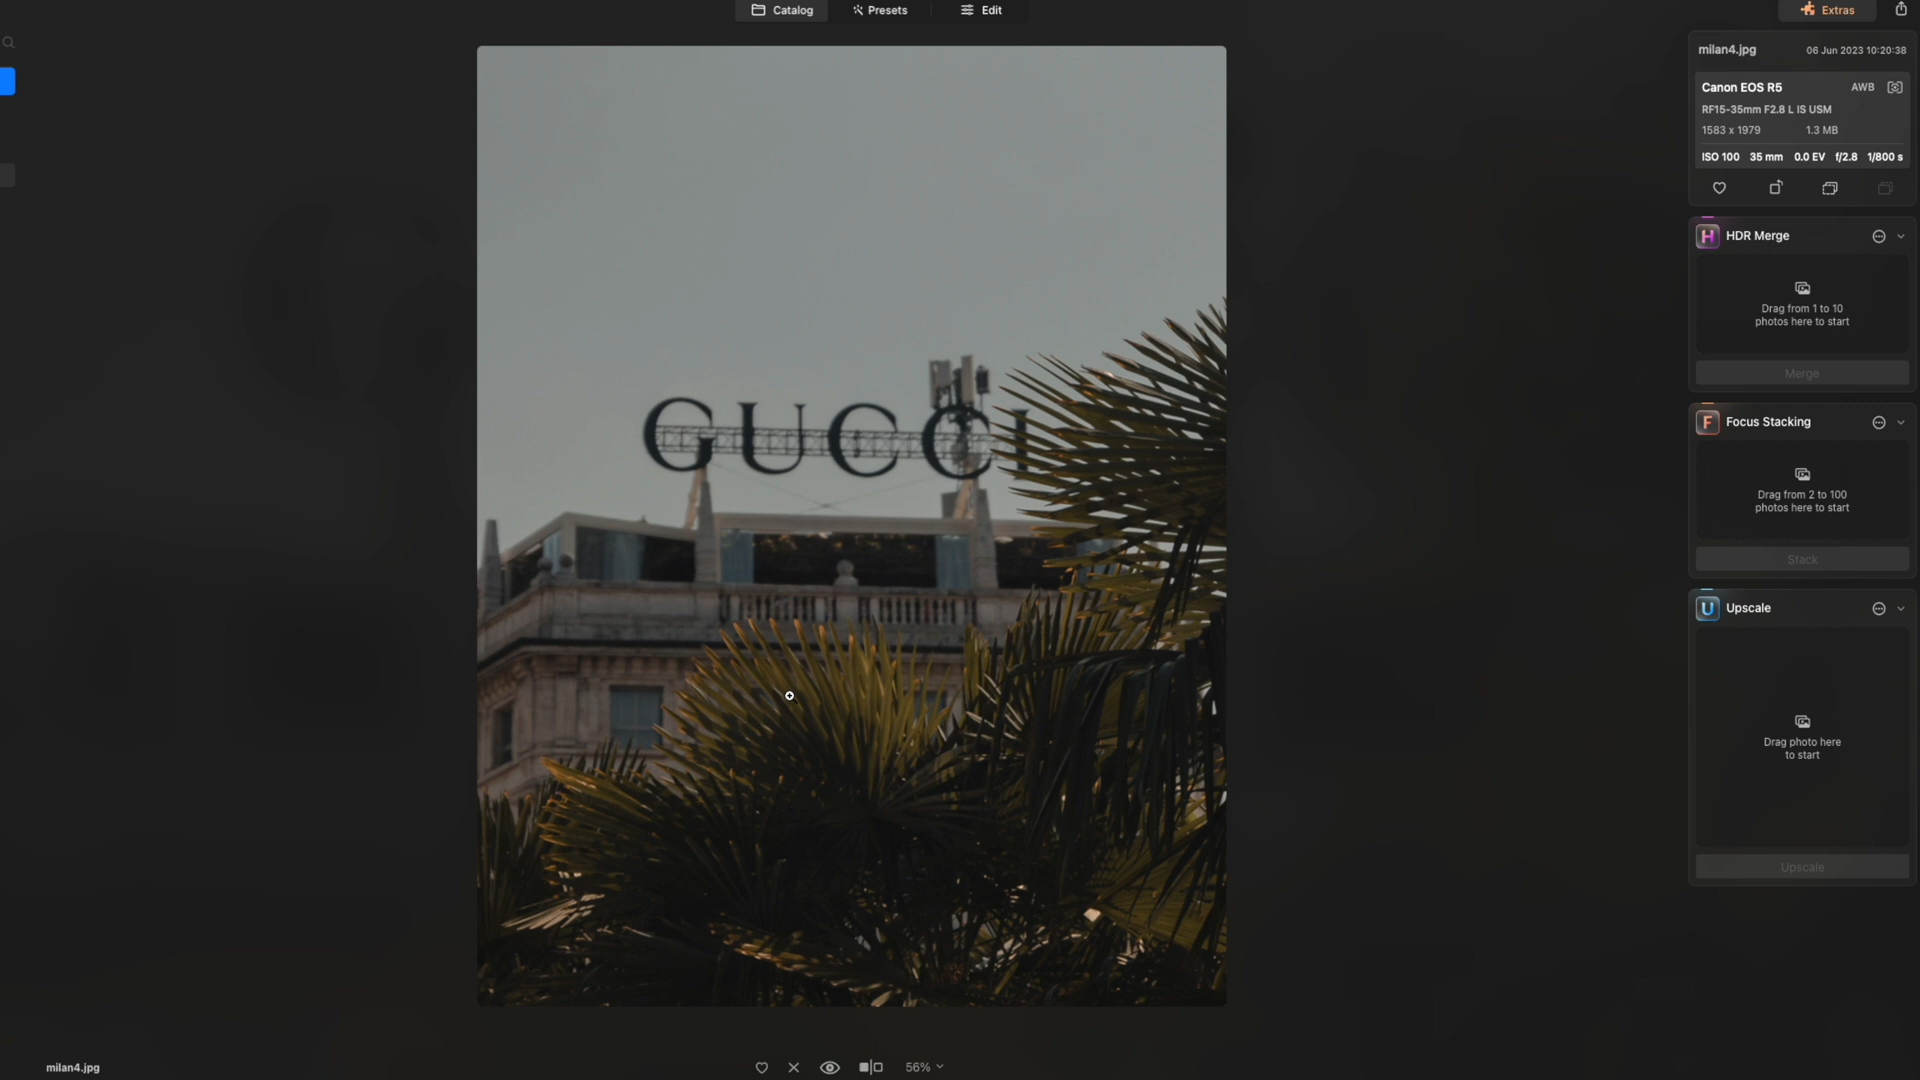 Catalog
Presets
Edit
Extras
milan4.jpg 06 Jun 2023 10:20:38
Canon EOS R5 AWB
RF15-35mm F2.8 L IS USM
1583 x 1979 1.3 MB
ISO 100 35 mm 0.0 EV f/2.8 1/800 s
H HDR Merge
Drag from 1 to 10
photos here to start
Merge
F Focus Stacking
Drag from 2 to 100
photos here to start
Stack
U Upscale
Drag photo here
to start
Upscale
GUCCI
milan4.jpg
56%